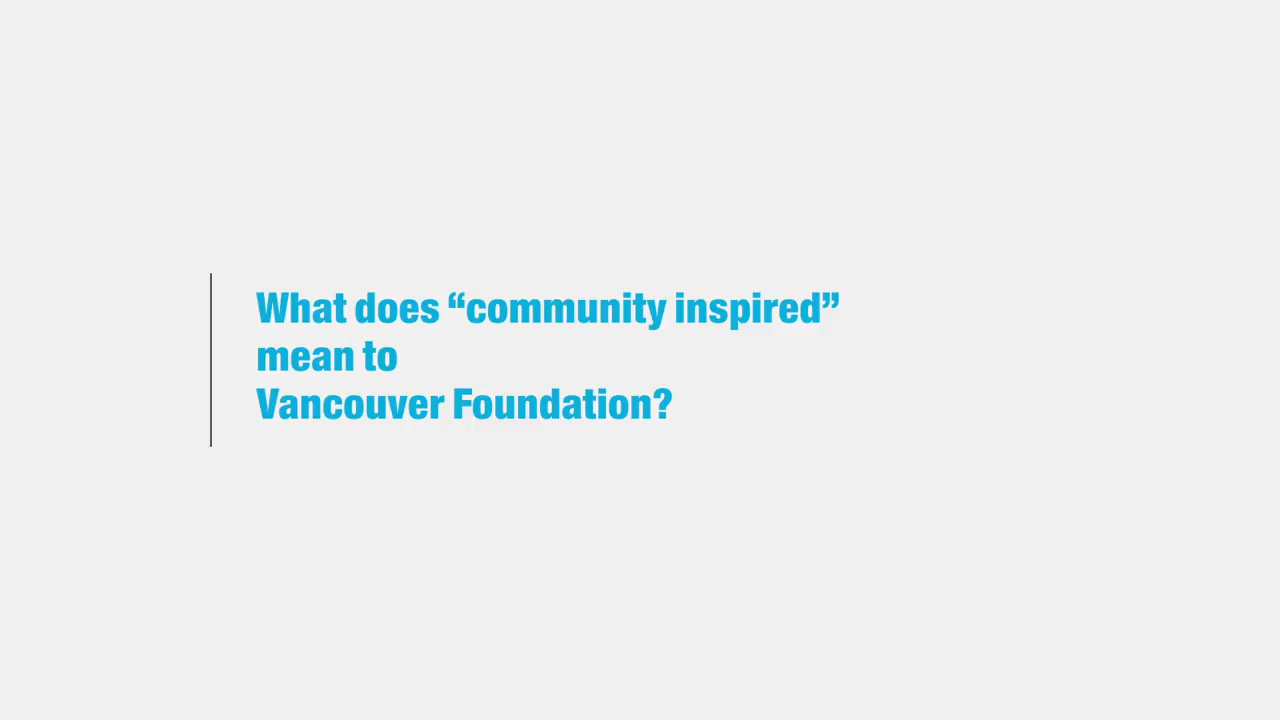 What does “community inspired”
mean to
Vancouver Foundation?